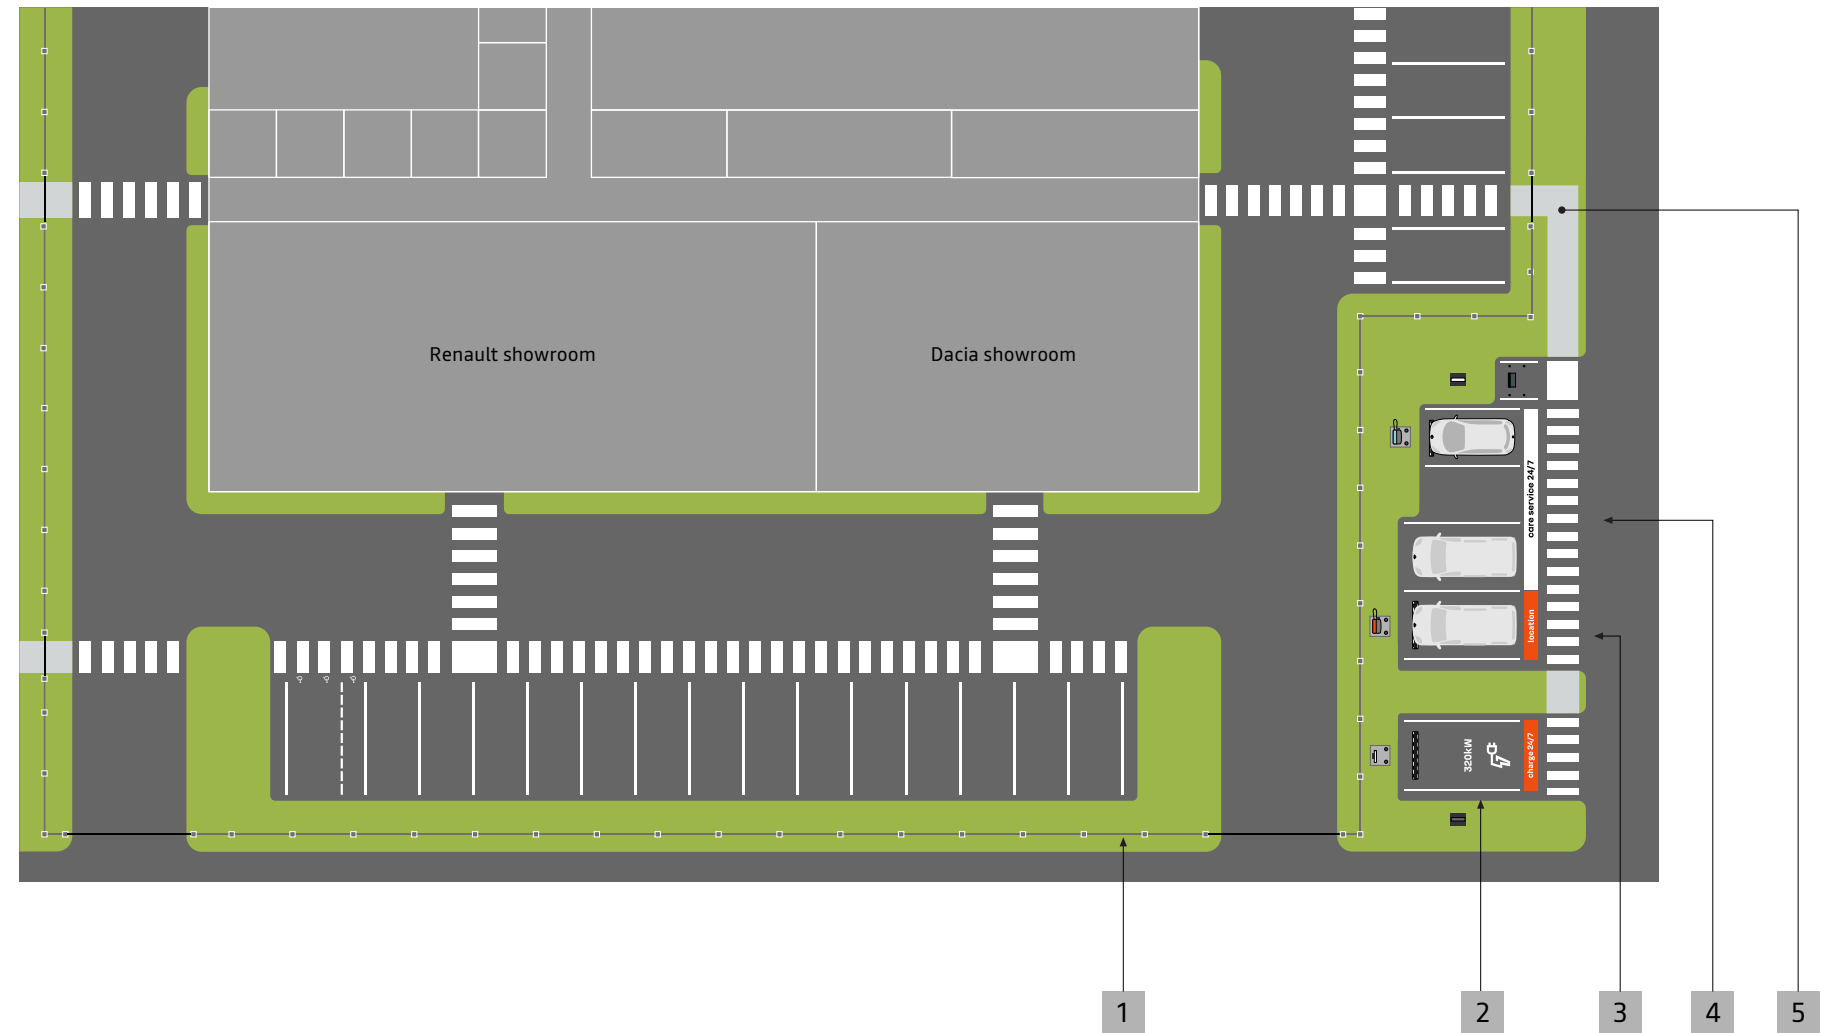 Renault showroom
Dacia showroom
care service 24/7
location
320kW
charge 24/7
1
2
3
4
5